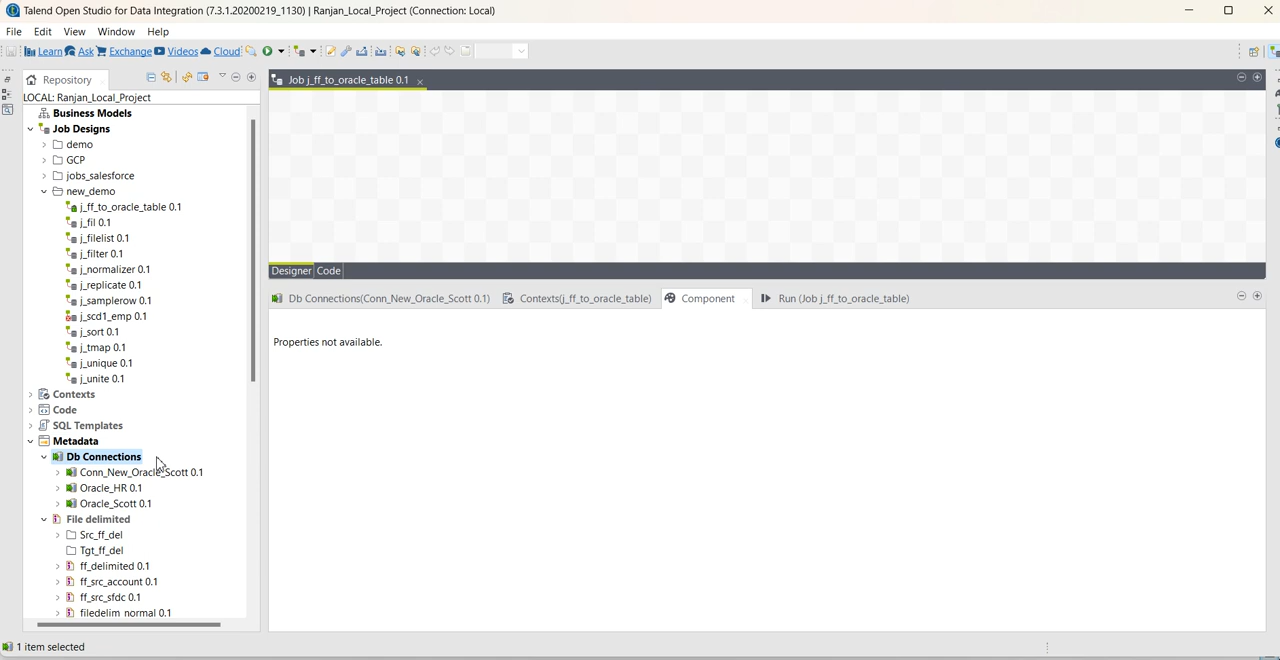 Talend Open Studio for Data Integration (7.3.1.20200219_1130) | Ranjan_Local_Project (Connection: Local)
File Edit View Window Help
Learn Ask Exchange Videos Cloud
Repository
LOCAL: Ranjan_Local_Project
Business Models
Job Designs
demo
GCP
jobs_salesforce
new_demo
j_ff_to_oracle_table 0.1
j_fil 0.1
j_filelist 0.1
j_filter 0.1
j_normalizer 0.1
j_replicate 0.1
j_samplerow 0.1
j_scd1_emp 0.1
j_sort 0.1
j_tmap 0.1
j_unique 0.1
j_unite 0.1
Contexts
Code
SQL Templates
Metadata
Db Connections
Conn_New_Oracle_Scott 0.1
Oracle_HR 0.1
Oracle_Scott 0.1
File delimited
Src_ff_del
Tgt_ff_del
ff_delimited 0.1
ff_src_account 0.1
ff_src_sfdc 0.1
filedelim_normal 0.1
Job j_ff_to_oracle_table 0.1
Designer Code
Db Connections(Conn_New_Oracle_Scott 0.1) Contexts(j_ff_to_oracle_table) Component Run (Job j_ff_to_oracle_table)
Properties not available.
1 item selected